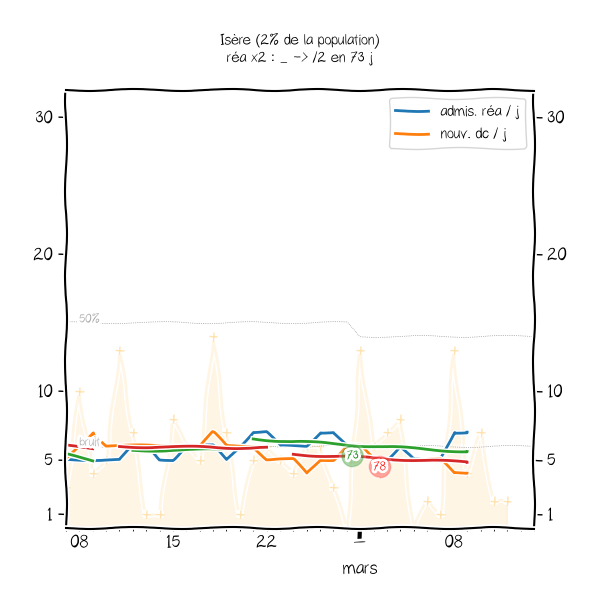 Isère (2% de la population)
réa x2 : _ -> /2 en 73 j
admis. réa / j
nouv. dc / j
30
30
20
20
50%
10
10
bruit
5
5
73
78
1
1
08
15
22
08
mars